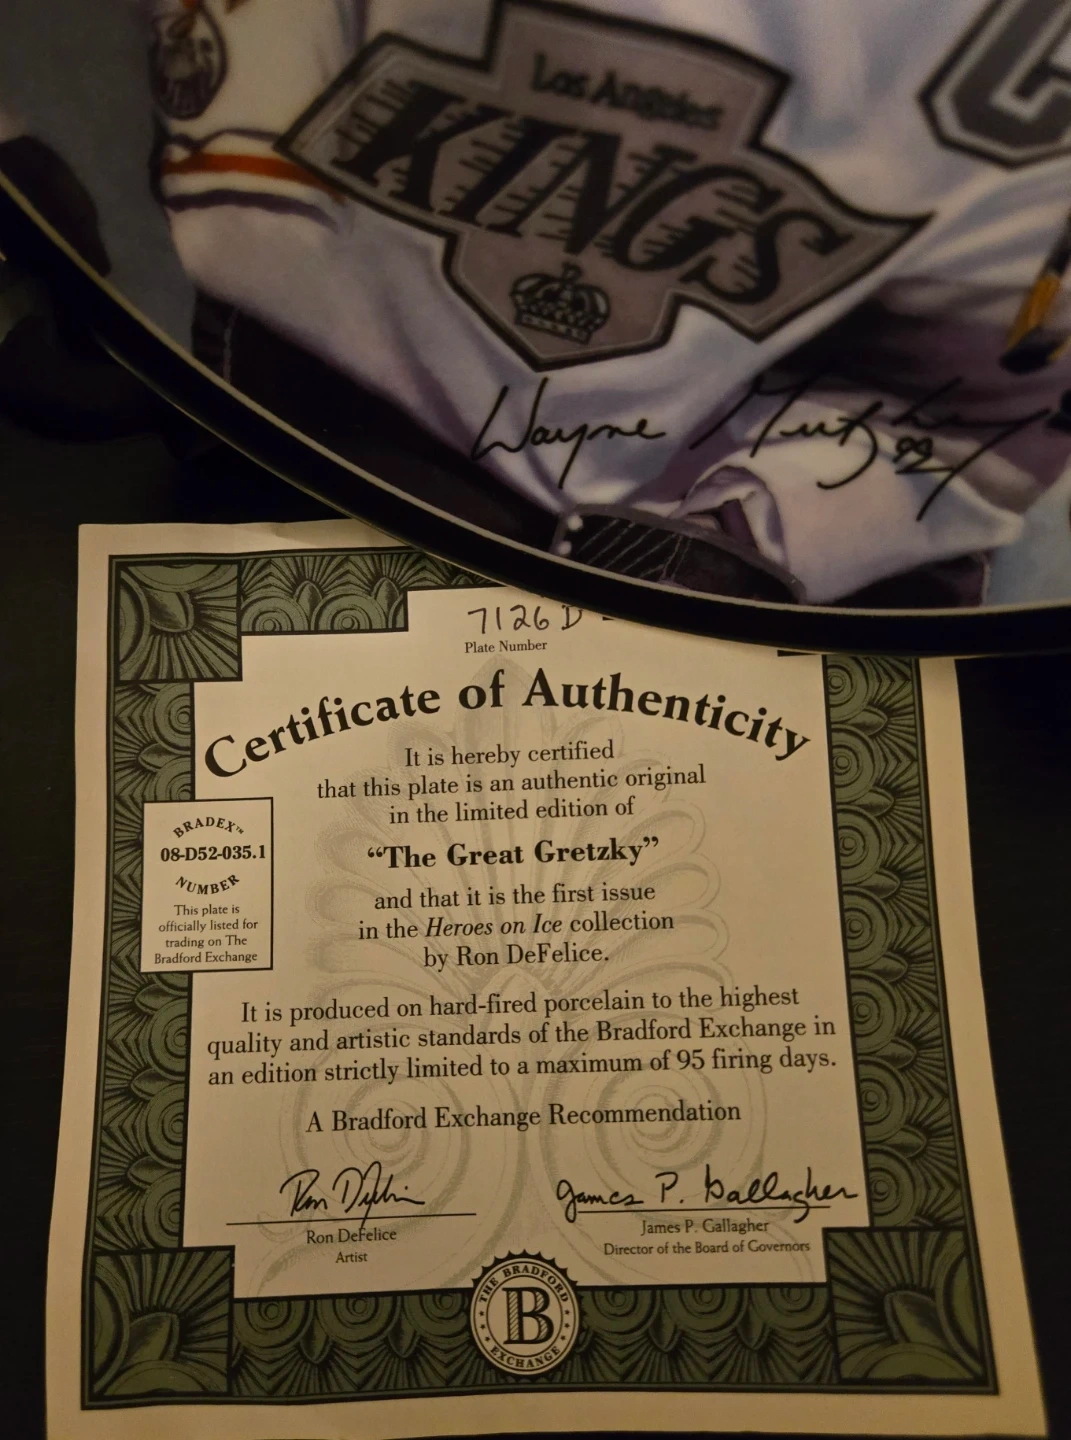 Los Angeles
KINGS
C
Wayne Gretzky 99
7126 D
Plate Number
Certificate of Authenticity
It is hereby certified
that this plate is an authentic original
in the limited edition of
“The Great Gretzky”
and that it is the first issue
in the Heroes on Ice collection
by Ron DeFelice.
BRADEX™
08-D52-035.1
NUMBER
This plate is
officially listed for
trading on The
Bradford Exchange
It is produced on hard-fired porcelain to the highest
quality and artistic standards of the Bradford Exchange in
an edition strictly limited to a maximum of 95 firing days.
A Bradford Exchange Recommendation
Ron DeFelice
James P. Gallagher
Ron DeFelice
Artist
James P. Gallagher
Director of the Board of Governors
THE BRADFORD
B
EXCHANGE